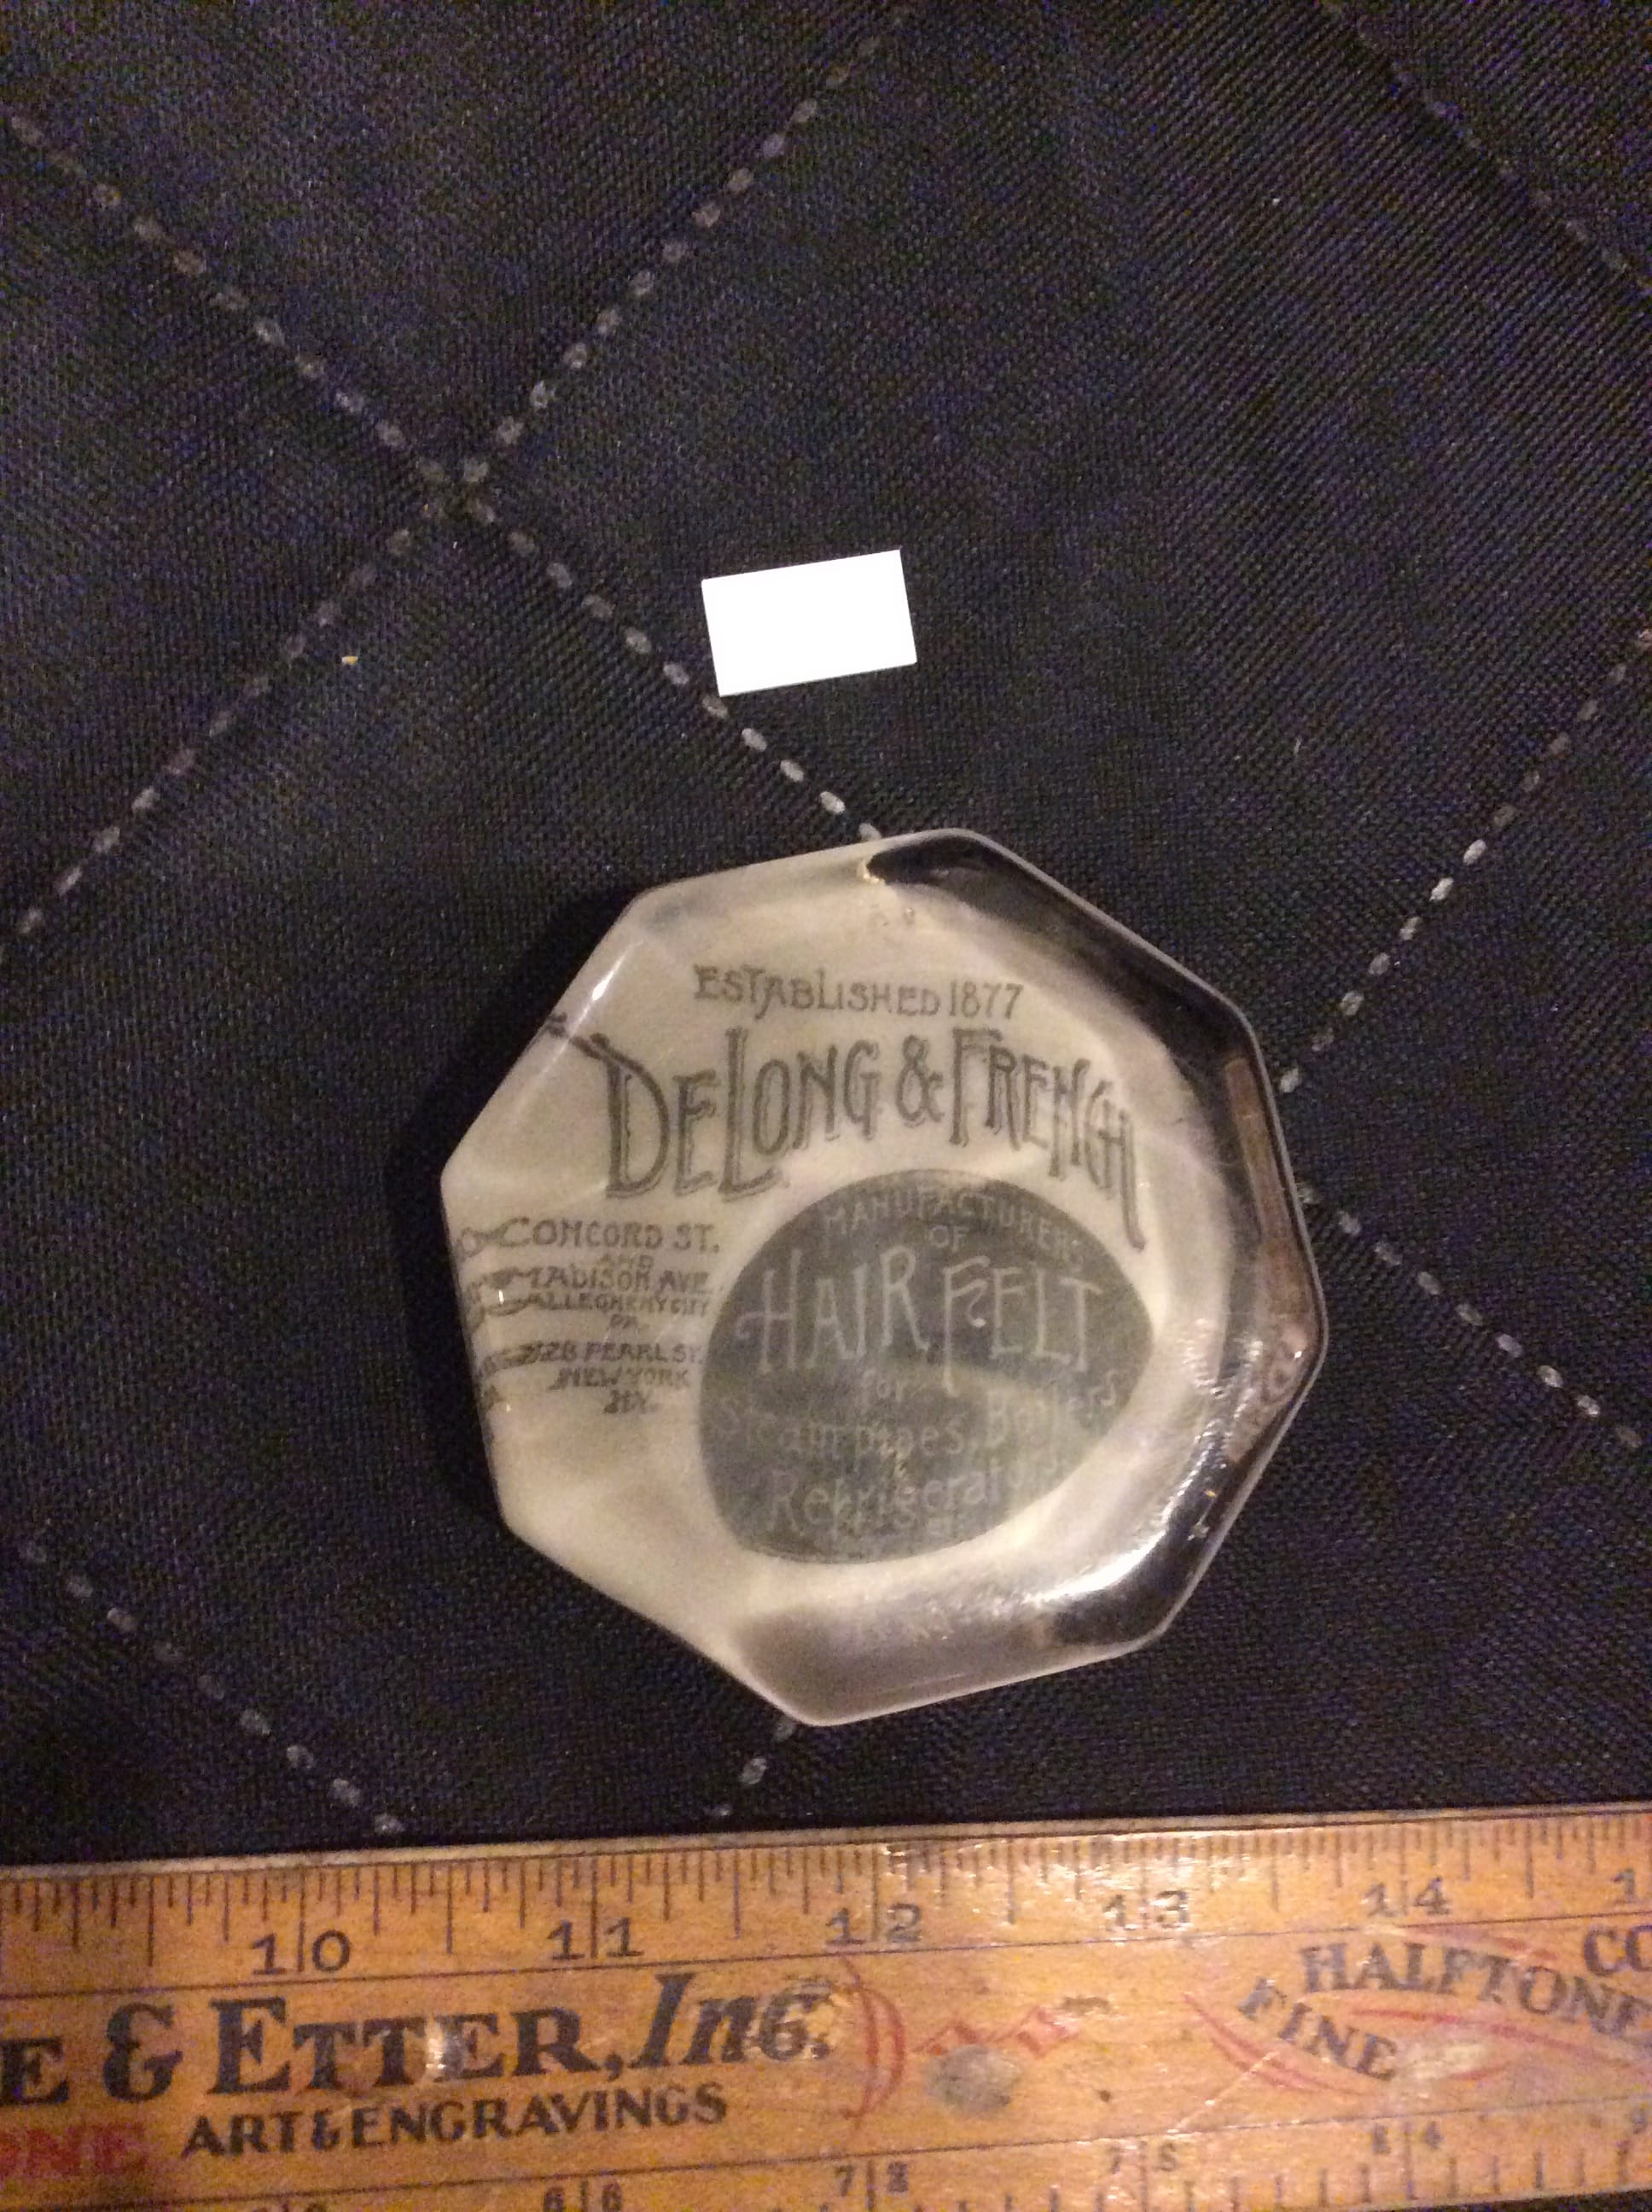 ESTABLISHED 1877
DELONG & FRENCH
CONCORD ST.
AND
MADISON AVE.
ALLEGHENY CITY
PA.
PEARL ST.
NEW YORK
N.Y.
MANUFACTURERS
OF
HAIR FELT
for
Steam pipes, Boilers
&
10 11 12 13 14
E & ETTER, Inc.
ART & ENGRAVINGS
FINE HALFTONE
CO